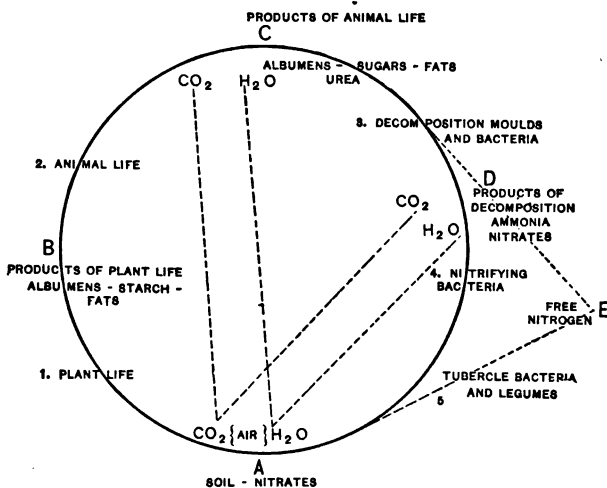 PRODUCTS OF ANIMAL LIFE
C
ALBUMENS - SUGARS - FATS
UREA
CO2 H2O
3. DECOMPOSITION MOULDS
AND BACTERIA
2. ANIMAL LIFE
D
PRODUCTS OF
DECOMPOSITION
AMMONIA
NITRATES
CO2
H2O
B
PRODUCTS OF PLANT LIFE
ALBUMENS - STARCH -
FATS
4. NITRIFYING
BACTERIA
E
FREE
NITROGEN
1. PLANT LIFE
TUBERCLE BACTERIA
AND LEGUMES
5
CO2 { AIR } H2O
A
SOIL - NITRATES